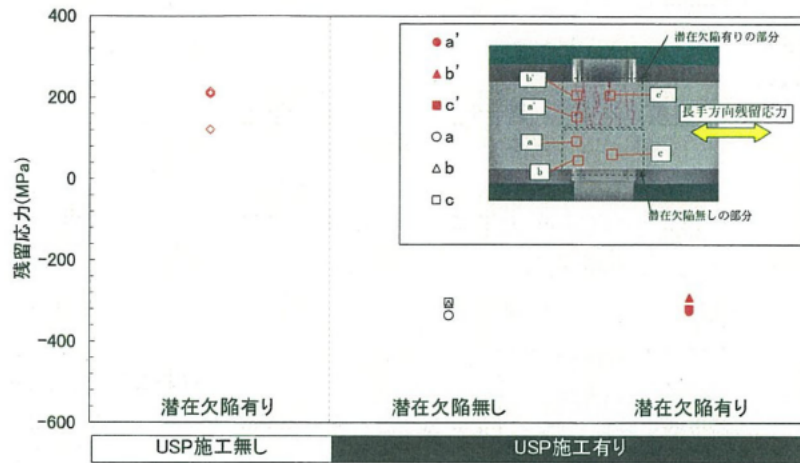 400
200
0
-200
-400
-600
残留応力(MPa)
a'
b'
c'
a
b
c
潜在欠陥有りの部分
b'
c'
a'
長手方向残留応力
a
b
c
潜在欠陥無しの部分
潜在欠陥有り
潜在欠陥無し
潜在欠陥有り
USP施工無し
USP施工有り